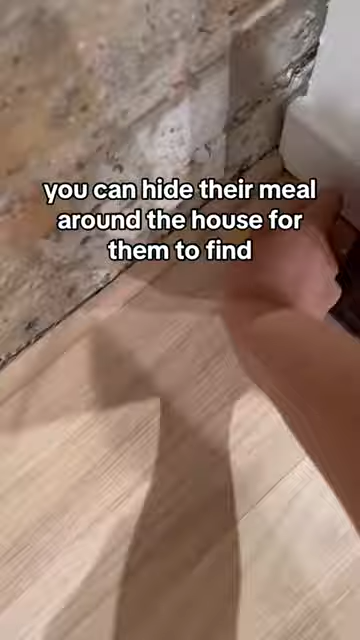 you can hide their meal
around the house for
them to find